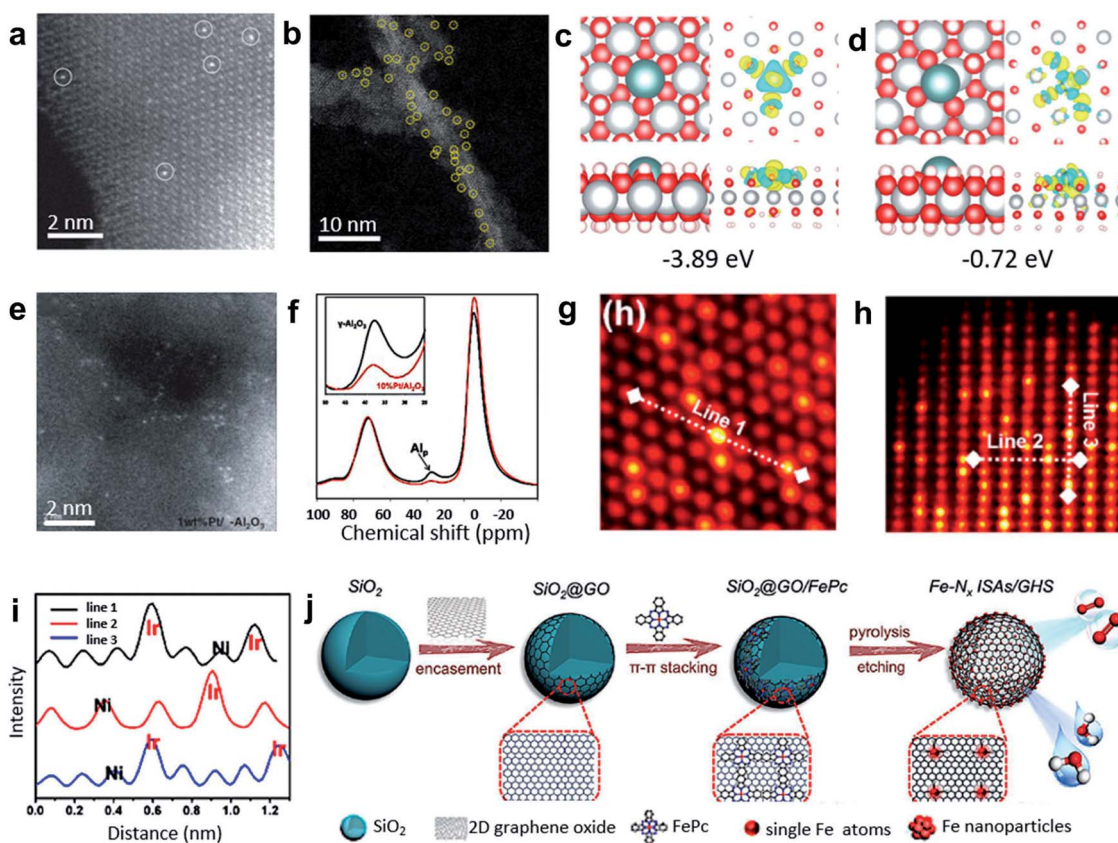 a
2 nm
b
10 nm
c
-3.89 eV
d
-0.72 eV
e
2 nm
1wt%Pt/ -Al₂O₃
f
γ-Al₂O₃
10%Pt/Al₂O₃
Alₚ
100 80 60 40 20 0 -20
Chemical shift (ppm)
g
(h)
Line 1
h
Line 2
Line 3
i
line 1
line 2
line 3
Ir
Ni
Ir
Ni
Ir
Ni
Ir
Ir
Intensity
0.0 0.2 0.4 0.6 0.8 1.0 1.2
Distance (nm)
j
SiO₂
encasement
SiO₂@GO
π-π stacking
SiO₂@GO/FePc
pyrolysis
etching
Fe-Nₓ ISAs/GHS
SiO₂
2D graphene oxide
FePc
single Fe atoms
Fe nanoparticles